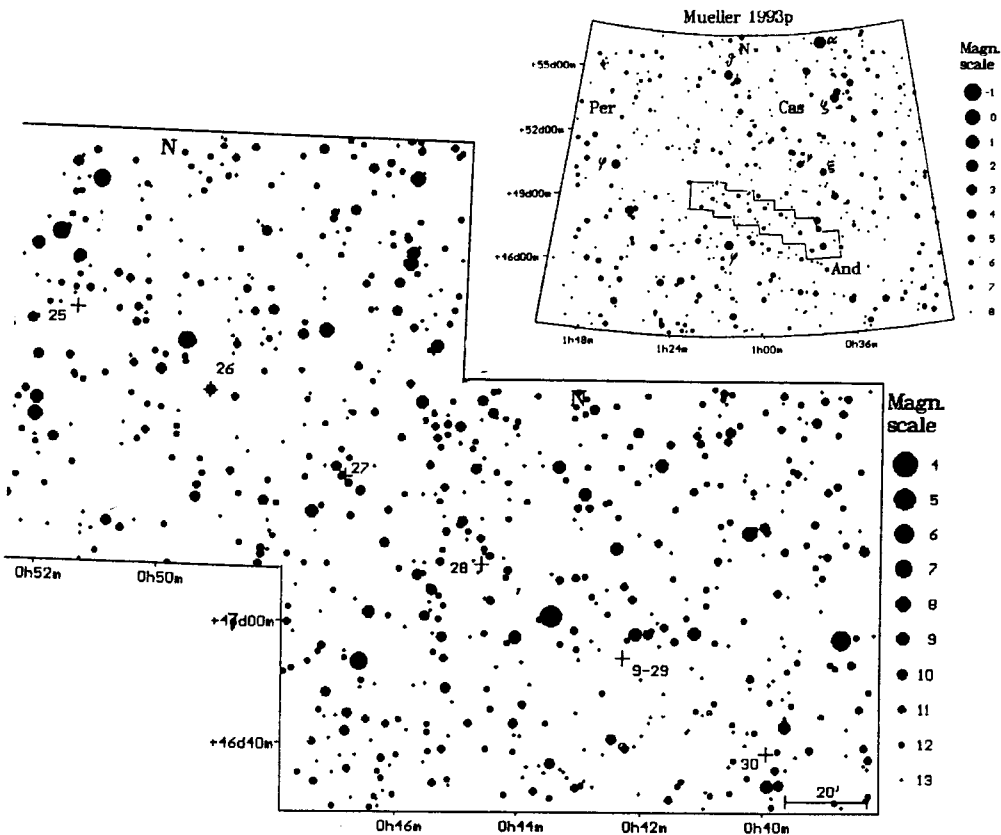 Mueller 1993p
N
α
+55d00m
Per
Cas
+52d00m
φ
ξ
+49d00m
+46d00m
And
1h48m
1h24m
1h00m
0h36m
Magn.
scale
-1
0
1
2
3
4
5
6
7
8
N
25
26
27
28
0h52m
0h50m
N
+47d00m
9-29
+46d40m
30
20'
0h46m
0h44m
0h42m
0h40m
Magn.
scale
4
5
6
7
8
9
10
11
12
13